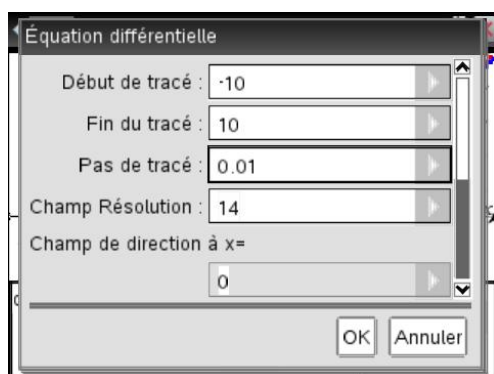 Équation différentielle
Début de tracé : -10
Fin du tracé : 10
Pas de tracé : 0.01
Champ Résolution : 14
Champ de direction à x=
0
OK Annuler